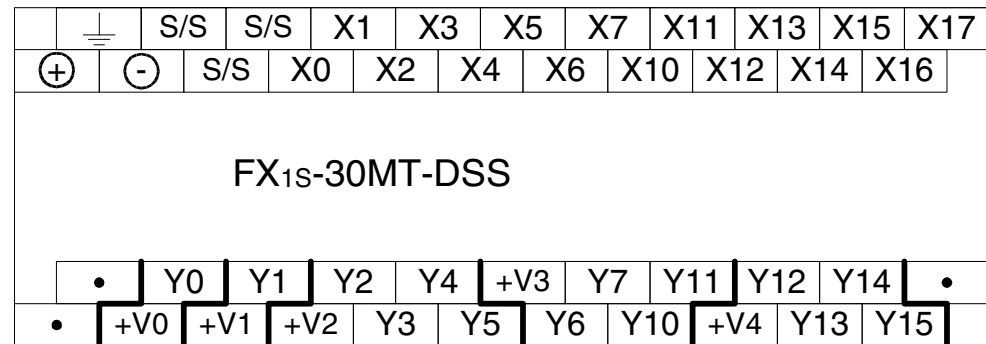 S/S S/S X1 X3 X5 X7 X11 X13 X15 X17
+ - S/S X0 X2 X4 X6 X10 X12 X14 X16
FX1S-30MT-DSS
• Y0 Y1 Y2 Y4 +V3 Y7 Y11 Y12 Y14 •
• +V0 +V1 +V2 Y3 Y5 Y6 Y10 +V4 Y13 Y15